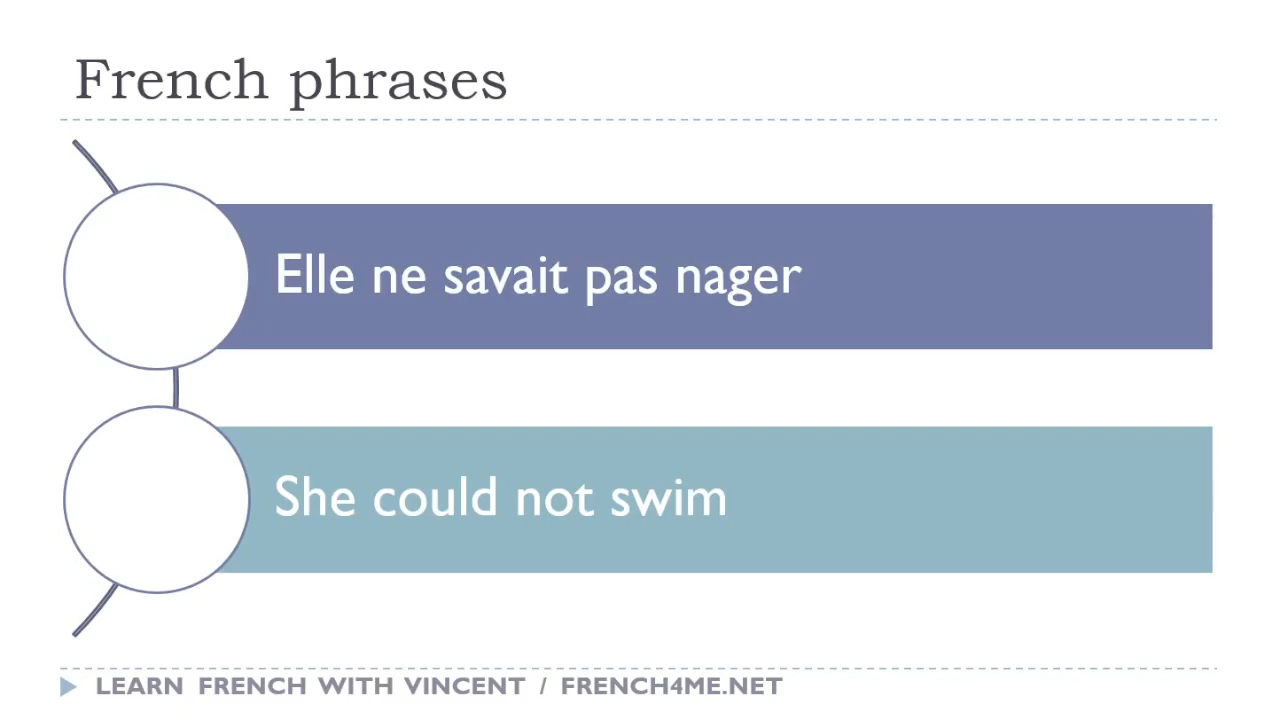 French phrases
Elle ne savait pas nager
She could not swim
LEARN FRENCH WITH VINCENT / FRENCH4ME.NET